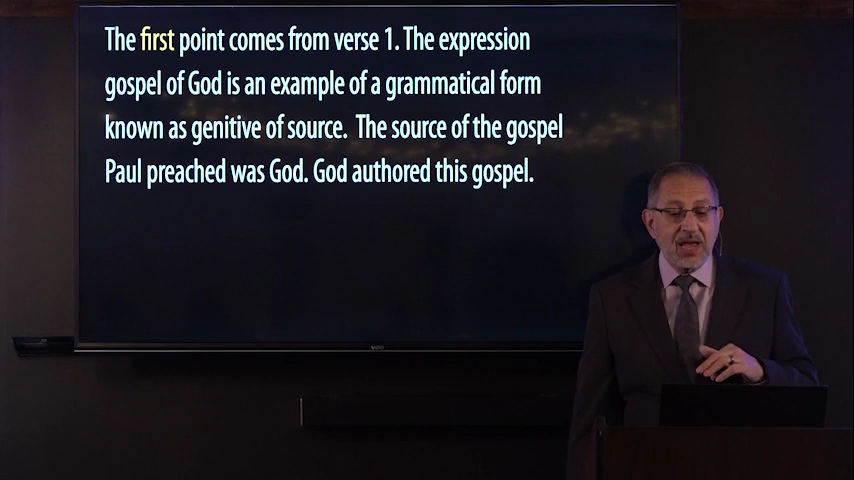 The first point comes from verse 1. The expression
gospel of God is an example of a grammatical form
known as genitive of source. The source of the gospel
Paul preached was God. God authored this gospel.